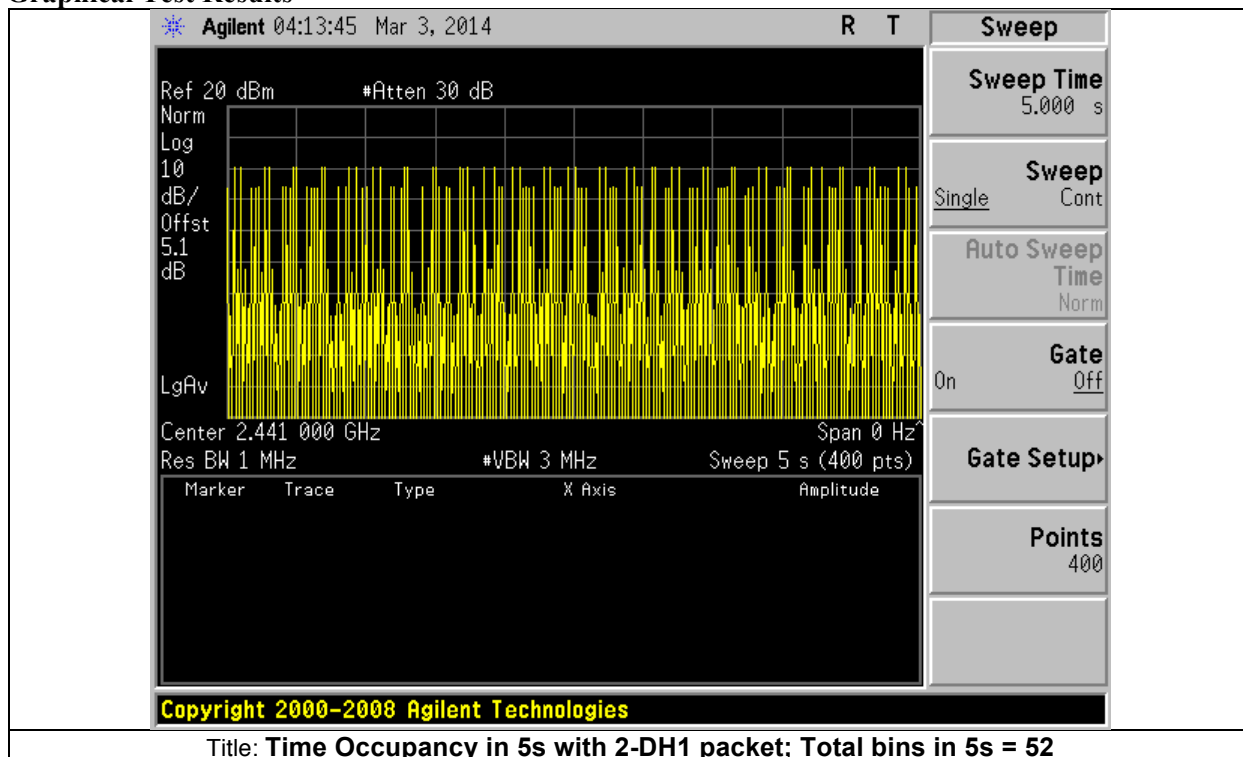 Graphical Test Results
Agilent 04:13:45 Mar 3, 2014 R T
Ref 20 dBm #Atten 30 dB
Norm
Log
10
dB/
Offst
5.1
dB
LgAv
Center 2.441 000 GHz Span 0 Hz^
Res BW 1 MHz #VBW 3 MHz Sweep 5 s (400 pts)
Marker Trace Type X Axis Amplitude
Copyright 2000-2008 Agilent Technologies
Sweep
Sweep Time
5.000 s
Sweep
Single Cont
Auto Sweep
Time
Norm
Gate
On Off
Gate Setup▸
Points
400
Title: Time Occupancy in 5s with 2-DH1 packet; Total bins in 5s = 52